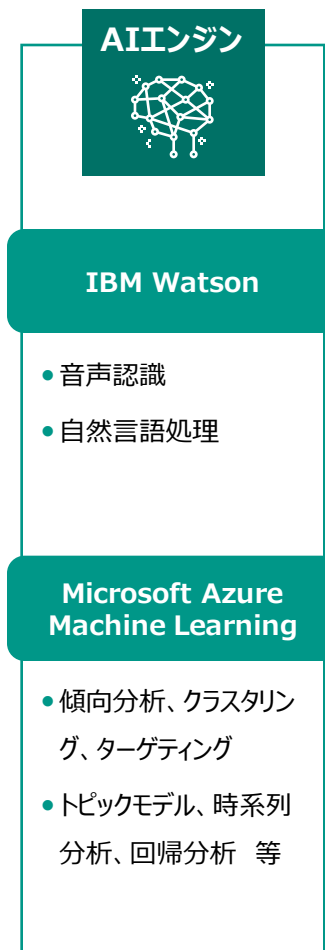 AIエンジン
IBM Watson
• 音声認識
• 自然言語処理
Microsoft Azure
Machine Learning
• 傾向分析、クラスタリン
グ、ターゲティング
• トピックモデル、時系列
分析、回帰分析　等